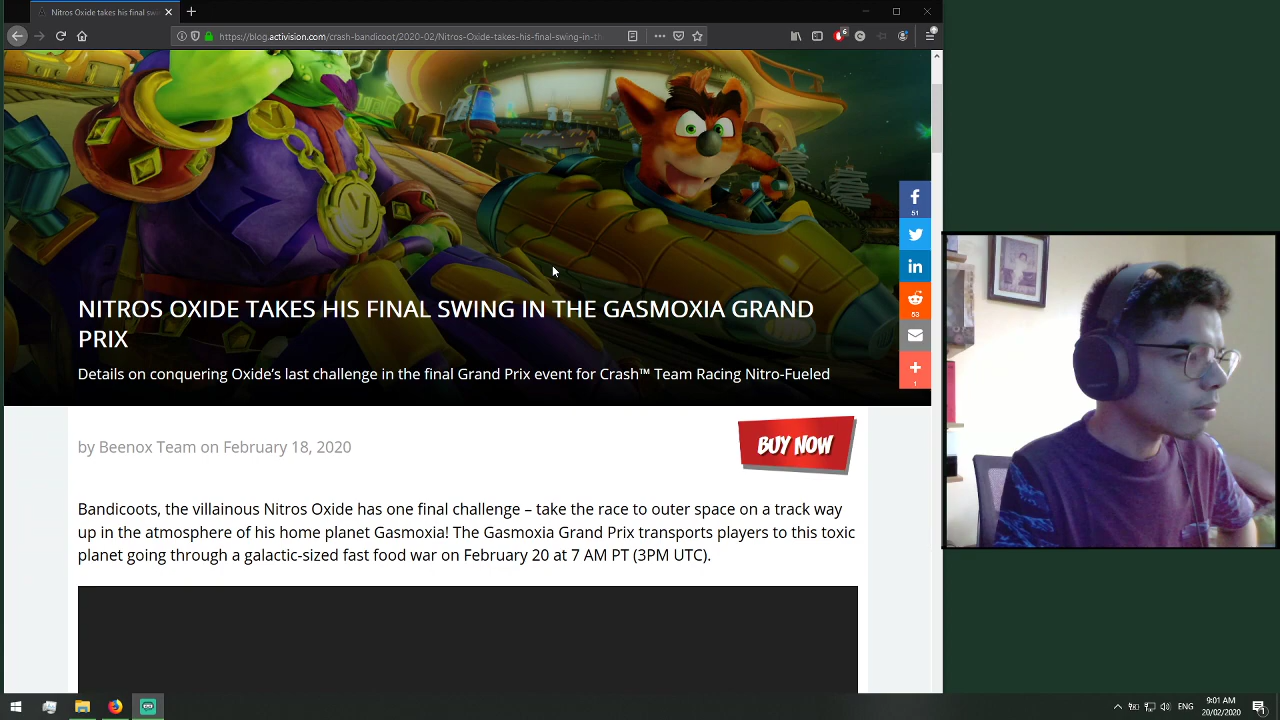 Nitros Oxide takes his final swi
https://blog.activision.com/crash-bandicoot/2020-02/Nitros-Oxide-takes-his-final-swing-in-th
6
51
53
1
NITROS OXIDE TAKES HIS FINAL SWING IN THE GASMOXIA GRAND
PRIX
Details on conquering Oxide’s last challenge in the final Grand Prix event for Crash™ Team Racing Nitro-Fueled
by Beenox Team on February 18, 2020
BUY NOW
Bandicoots, the villainous Nitros Oxide has one final challenge – take the race to outer space on a track way
up in the atmosphere of his home planet Gasmoxia! The Gasmoxia Grand Prix transports players to this toxic
planet going through a galactic-sized fast food war on February 20 at 7 AM PT (3PM UTC).
ENG
9:01 AM
20/02/2020